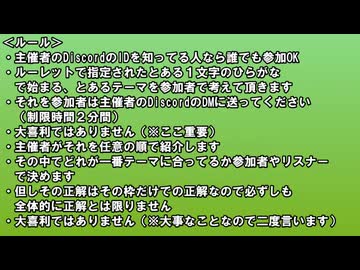 ＜ルール＞
・主催者のDiscordのIDを知ってる人なら誰でも参加OK
・ルーレットで指定されたとある１文字のひらがな
で始まる、とあるテーマを参加者で考えて頂きます
・それを参加者は主催者のDiscordのDMに送ってください
（制限時間２分間）
・大喜利ではありません（※ここ重要）
・主催者がそれを任意の順で紹介します
・その中でどれが一番テーマに合ってるか参加者やリスナー
で決めます
・但しその正解はその枠だけでの正解なので必ずしも
全体的に正解とは限りません
・大喜利ではありません（※大事なことなので二度言います）